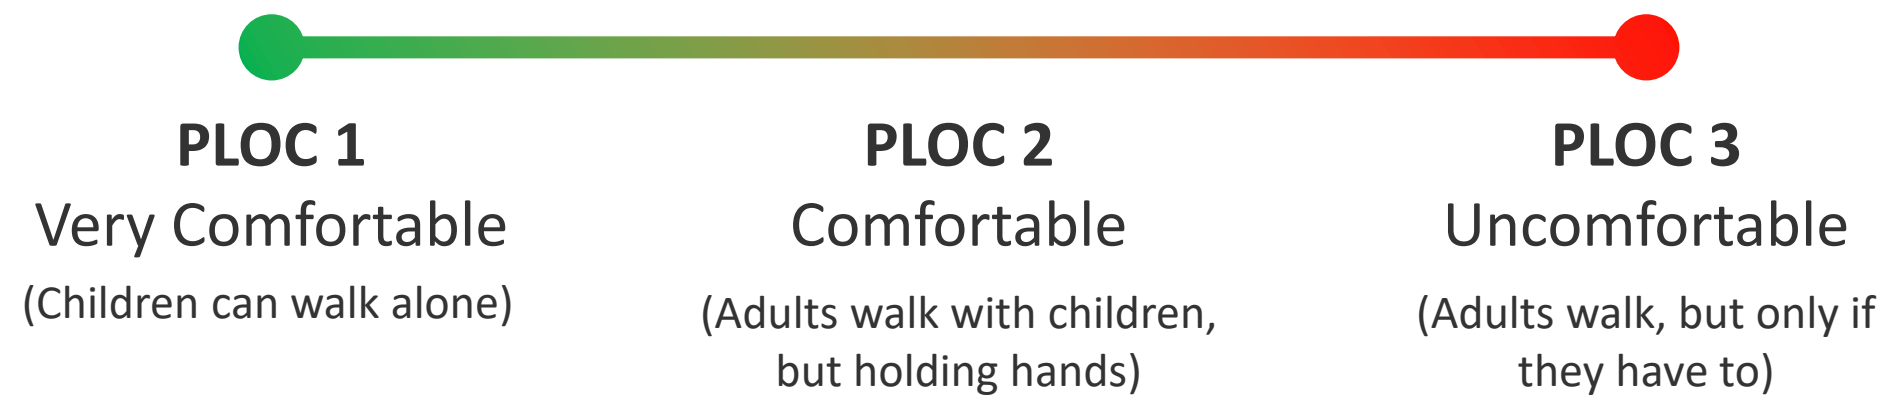 PLOC 1
Very Comfortable
(Children can walk alone)
PLOC 2
Comfortable
(Adults walk with children,
but holding hands)
PLOC 3
Uncomfortable
(Adults walk, but only if
they have to)